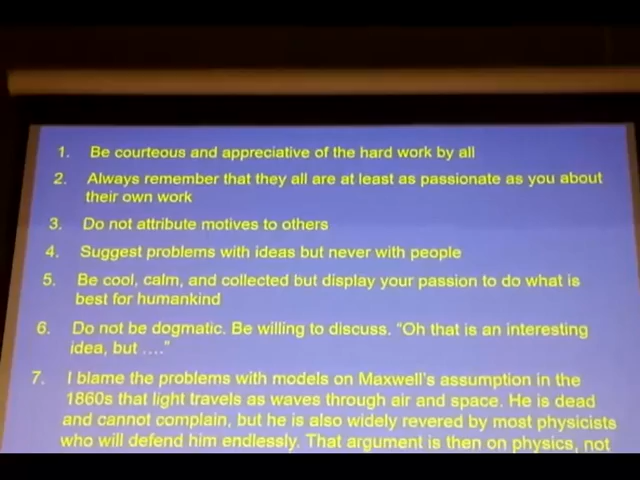 1. Be courteous and appreciative of the hard work by all
2. Always remember that they all are at least as passionate as you about
their own work
3. Do not attribute motives to others
4. Suggest problems with ideas but never with people
5. Be cool, calm, and collected but display your passion to do what is
best for humankind
6. Do not be dogmatic. Be willing to discuss. “Oh that is an interesting
idea, but ....”
7. I blame the problems with models on Maxwell's assumption in the
1860s that light travels as waves through air and space. He is dead
and cannot complain, but he is also widely revered by most physicists
who will defend him endlessly. That argument is then on physics, not